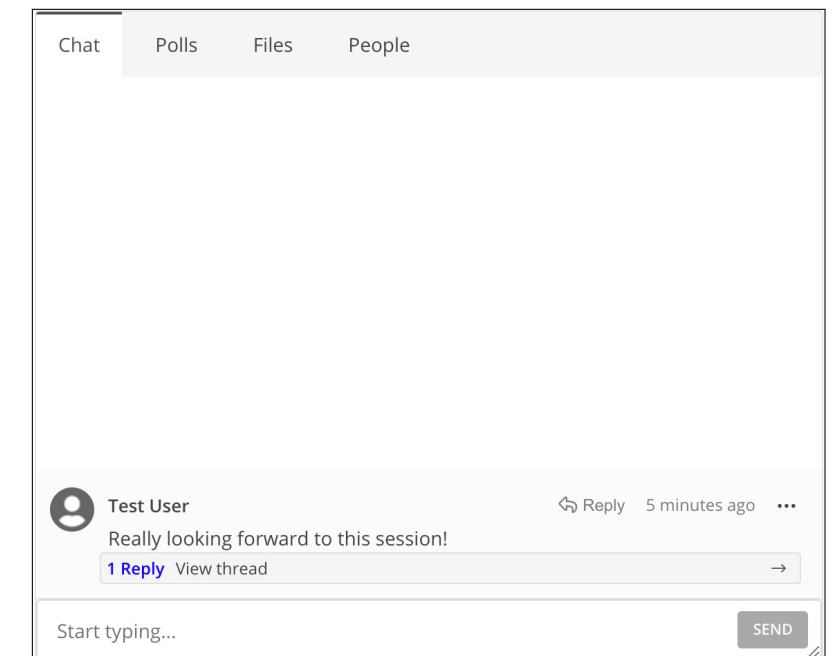 Chat Polls Files People
Test User Reply 5 minutes ago
Really looking forward to this session!
1 Reply View thread
Start typing... SEND